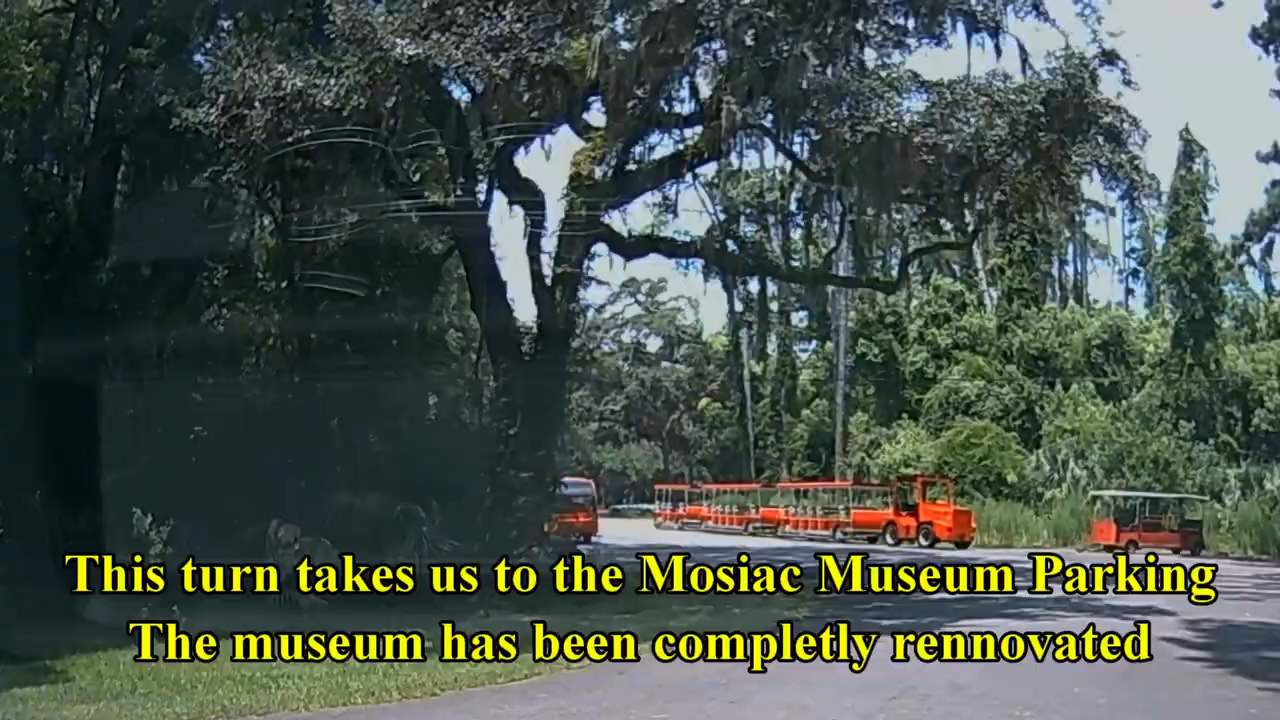 This turn takes us to the Mosiac Museum Parking
The museum has been completly rennovated